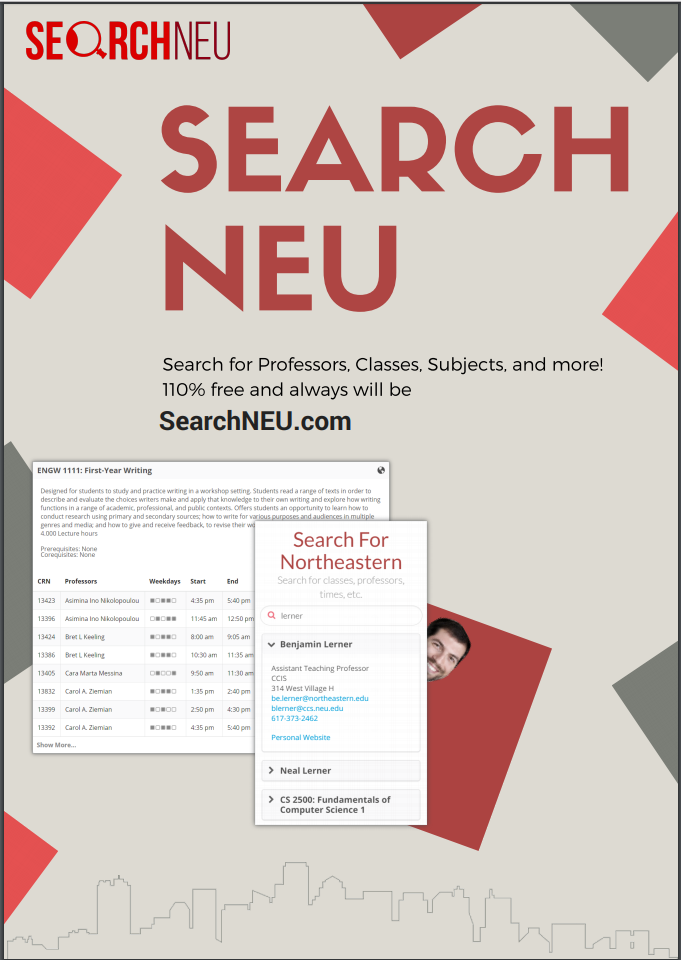 SEARCHNEU
SEARCH
NEU
Search for Professors, Classes, Subjects, and more!
110% free and always will be
SearchNEU.com
ENGW 1111: First-Year Writing
Designed for students to study and practice writing in a workshop setting. Students read a range of texts in order to
describe and evaluate the choices writers make and apply that knowledge to their own writing and explore how writing
functions in a range of academic, professional, and public contexts. Offers students an opportunity to learn how to
conduct research using primary and secondary sources; how to write for various purposes and audiences in multiple
genres and media; and how to give and receive feedback, to revise their
4.000 Lecture hours
Prerequisites: None
Corequisites: None
CRN Professors Weekdays Start End
13423 Asimina Ino Nikolopoulou 4:35 pm 5:40 pm
13396 Asimina Ino Nikolopoulou 11:45 am 12:50 pm
13424 Bret L Keeling 8:00 am 9:05 am
13386 Bret L Keeling 10:30 am 11:35 am
13405 Cara Marta Messina 9:50 am 11:30 am
13832 Carol A. Ziemian 1:35 pm 2:40 pm
13399 Carol A. Ziemian 2:50 pm 4:30 pm
13392 Carol A. Ziemian 4:35 pm 5:40 pm
Show More...
Search For
Northeastern
Search for classes, professors,
times, etc.
lerner
Benjamin Lerner
Assistant Teaching Professor
CCIS
314 West Village H
be.lerner@northeastern.edu
blerner@ccs.neu.edu
617-373-2462
Personal Website
Neal Lerner
CS 2500: Fundamentals of
Computer Science 1